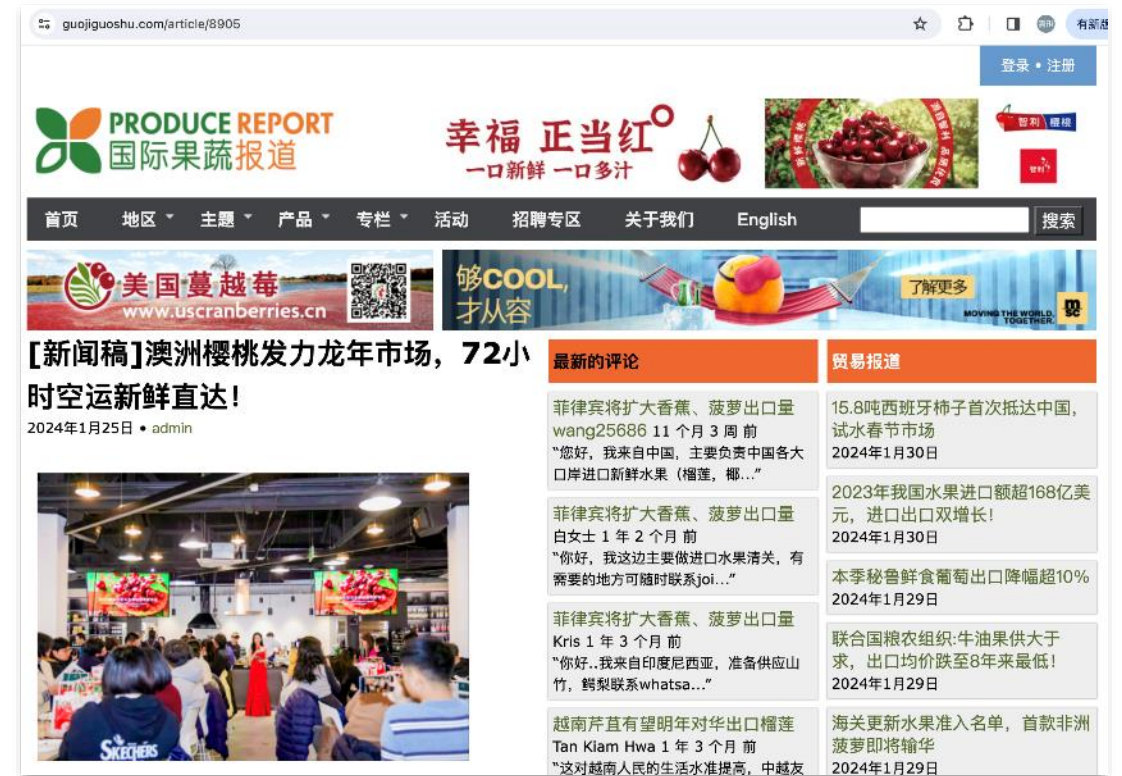 guojiguoshu.com/article/8905
登录 • 注册
PRODUCE REPORT
国际果蔬报道
幸福 正当红
一口新鲜 一口多汁
智利 樱桃
首页 地区 主题 产品 专栏 活动 招聘专区 关于我们 English 搜索
美国蔓越莓
www.uscranberries.cn
够COOL,
才从容
了解更多
MOVING THE WORLD,
TOGETHER.
msc
[新闻稿]澳洲樱桃发力龙年市场，72小
时空运新鲜直达！
2024年1月25日 • admin
SKECHERS
最新的评论
菲律宾将扩大香蕉、菠萝出口量
wang25686 11 个月 3 周 前
“您好，我来自中国，主要负责中国各大
口岸进口新鲜水果（榴莲，椰...”
菲律宾将扩大香蕉、菠萝出口量
白女士 1 年 2 个月 前
“你好，我这边主要做进口水果清关，有
需要的地方可随时联系joi...”
菲律宾将扩大香蕉、菠萝出口量
Kris 1 年 3 个月 前
“你好..我来自印度尼西亚，准备供应山
竹，鳄梨联系whatsa...”
越南芹苴有望明年对华出口榴莲
Tan Kiam Hwa 1 年 3 个月 前
“这对越南人民的生活水准提高，中越友
贸易报道
15.8吨西班牙柿子首次抵达中国，
试水春节市场
2024年1月30日
2023年我国水果进口额超168亿美
元，进口出口双增长！
2024年1月30日
本季秘鲁鲜食葡萄出口降幅超10%
2024年1月29日
联合国粮农组织:牛油果供大于
求，出口均价跌至8年来最低！
2024年1月29日
海关更新水果准入名单，首款非洲
菠萝即将输华
2024年1月29日